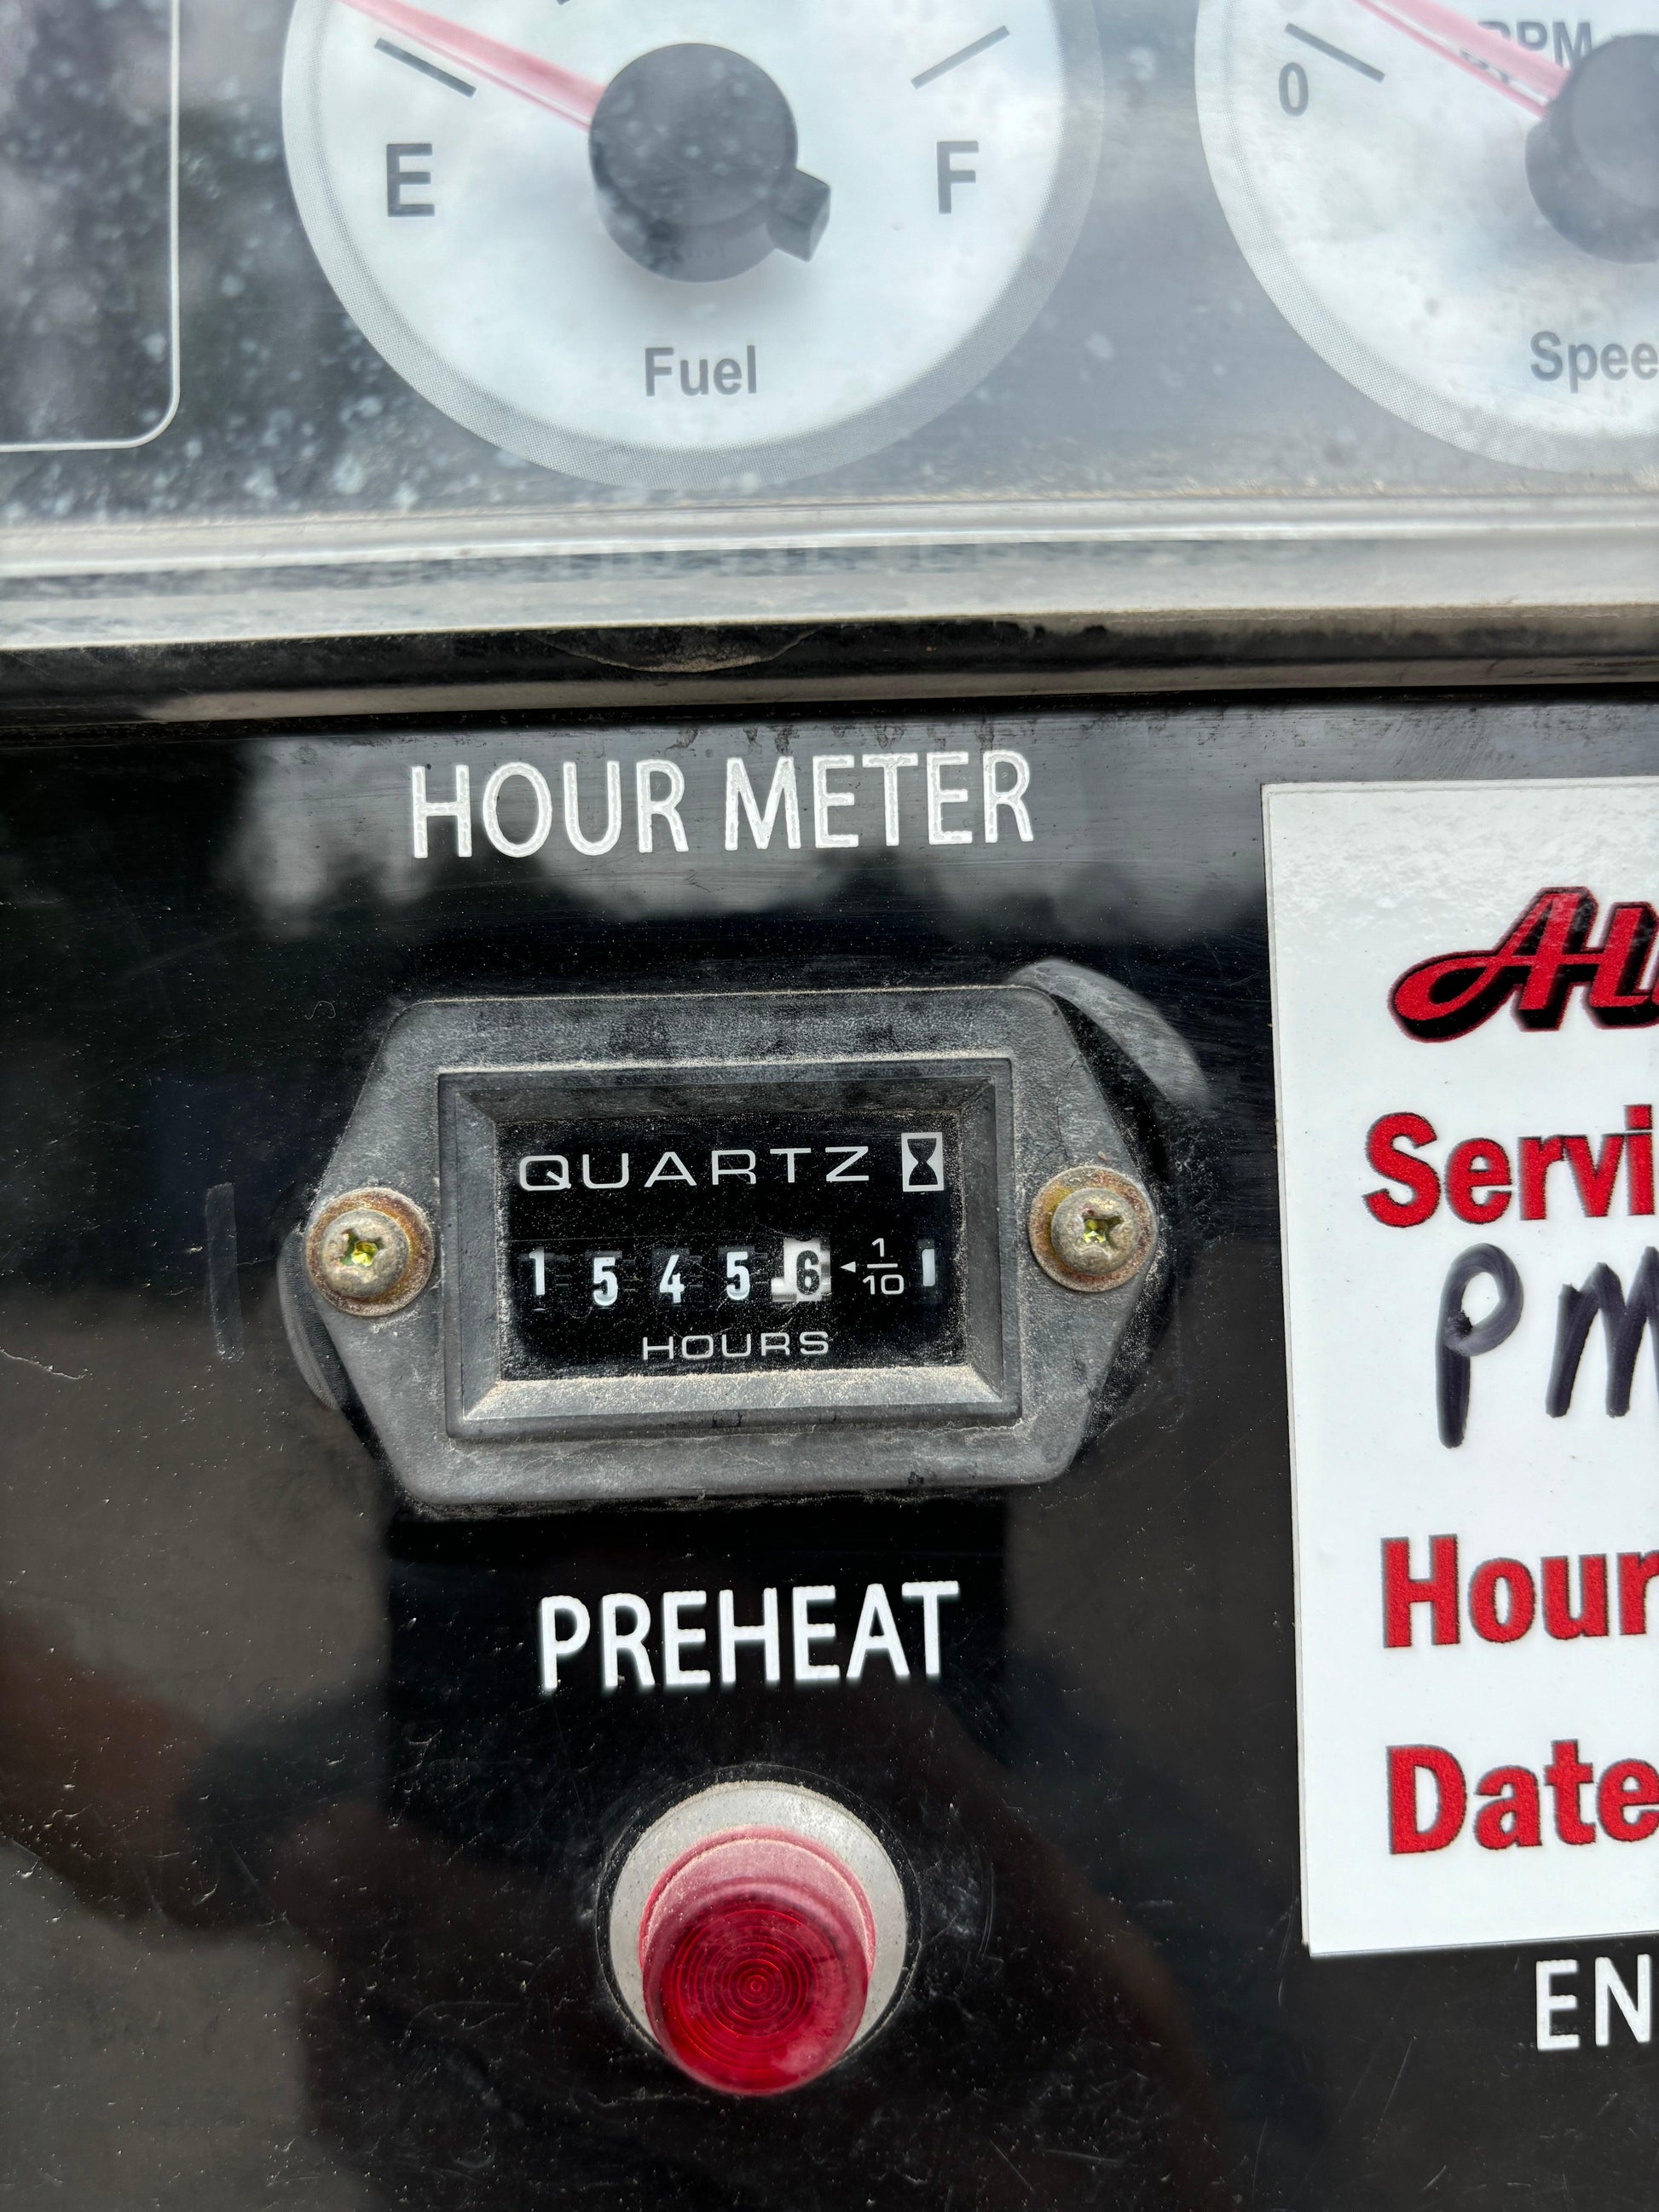 RPM
0
E F
Fuel
Spee
HOUR METER
QUARTZ
1 5 4 5 6 1/10
HOURS
Servi
PM
Hour
PREHEAT
Date
EN